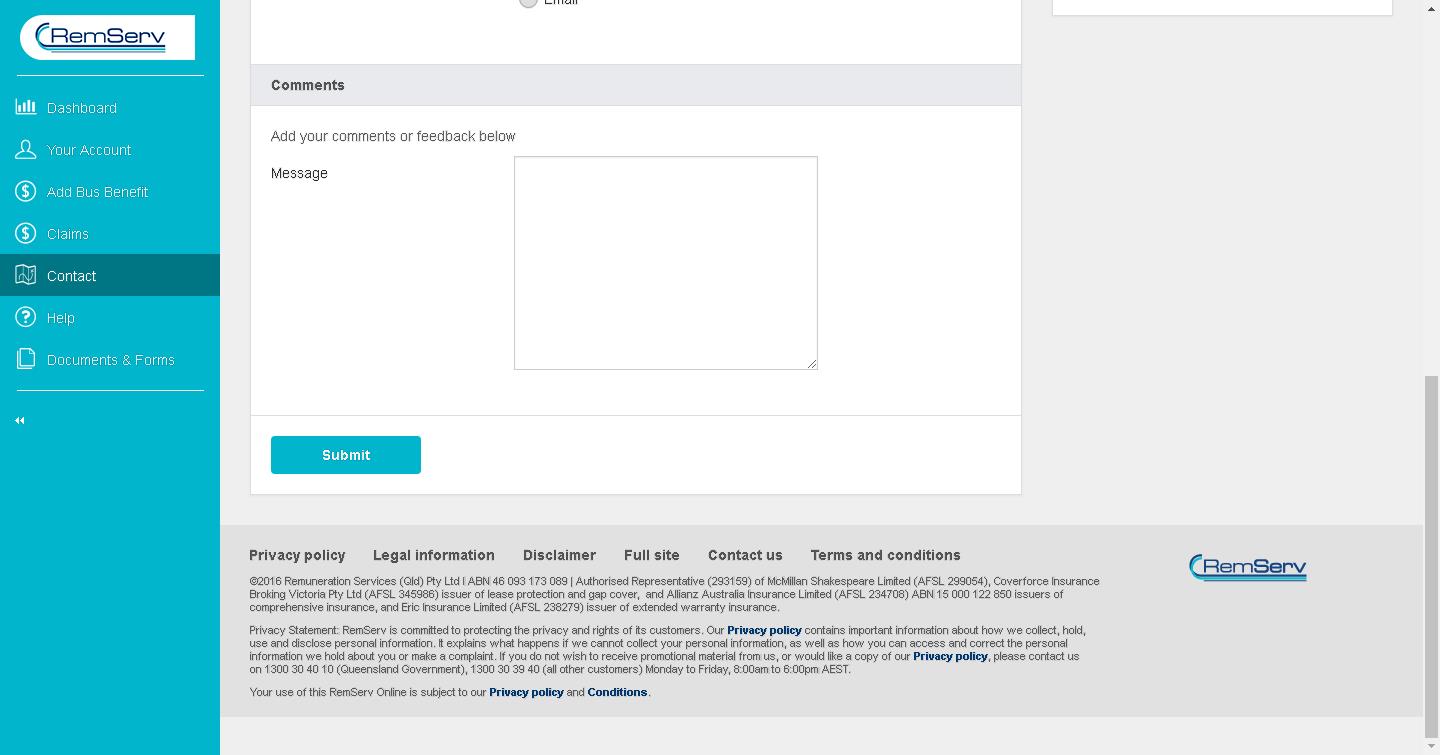 RemServ
Email
Dashboard
Your Account
Add Bus Benefit
Claims
Contact
Help
Documents & Forms
Comments
Add your comments or feedback below
Message
Submit
Privacy policy Legal information Disclaimer Full site Contact us Terms and conditions
RemServ
©2016 Remuneration Services (Qld) Pty Ltd I ABN 46 093 173 089 | Authorised Representative (293159) of McMillan Shakespeare Limited (AFSL 299054), Coverforce Insurance
Broking Victoria Pty Ltd (AFSL 345986) issuer of lease protection and gap cover, and Allianz Australia Insurance Limited (AFSL 234708) ABN 15 000 122 850 issuers of
comprehensive insurance, and Eric Insurance Limited (AFSL 238279) issuer of extended warranty insurance.
Privacy Statement: RemServ is committed to protecting the privacy and rights of its customers. Our Privacy policy contains important information about how we collect, hold,
use and disclose personal information. It explains what happens if we cannot collect your personal information, as well as how you can access and correct the personal
information we hold about you or make a complaint. If you do not wish to receive promotional material from us, or would like a copy of our Privacy policy, please contact us
on 1300 30 40 10 (Queensland Government), 1300 30 39 40 (all other customers) Monday to Friday, 8:00am to 6:00pm AEST.
Your use of this RemServ Online is subject to our Privacy policy and Conditions.